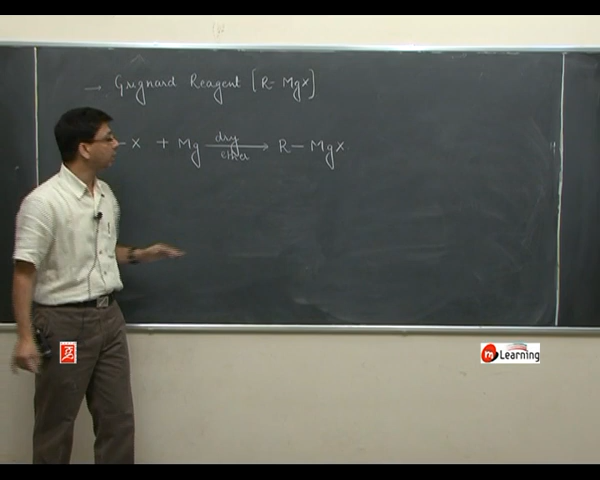 → Grignard Reagent [R-MgX]
- X + Mg dry ether → R - MgX
m Learning